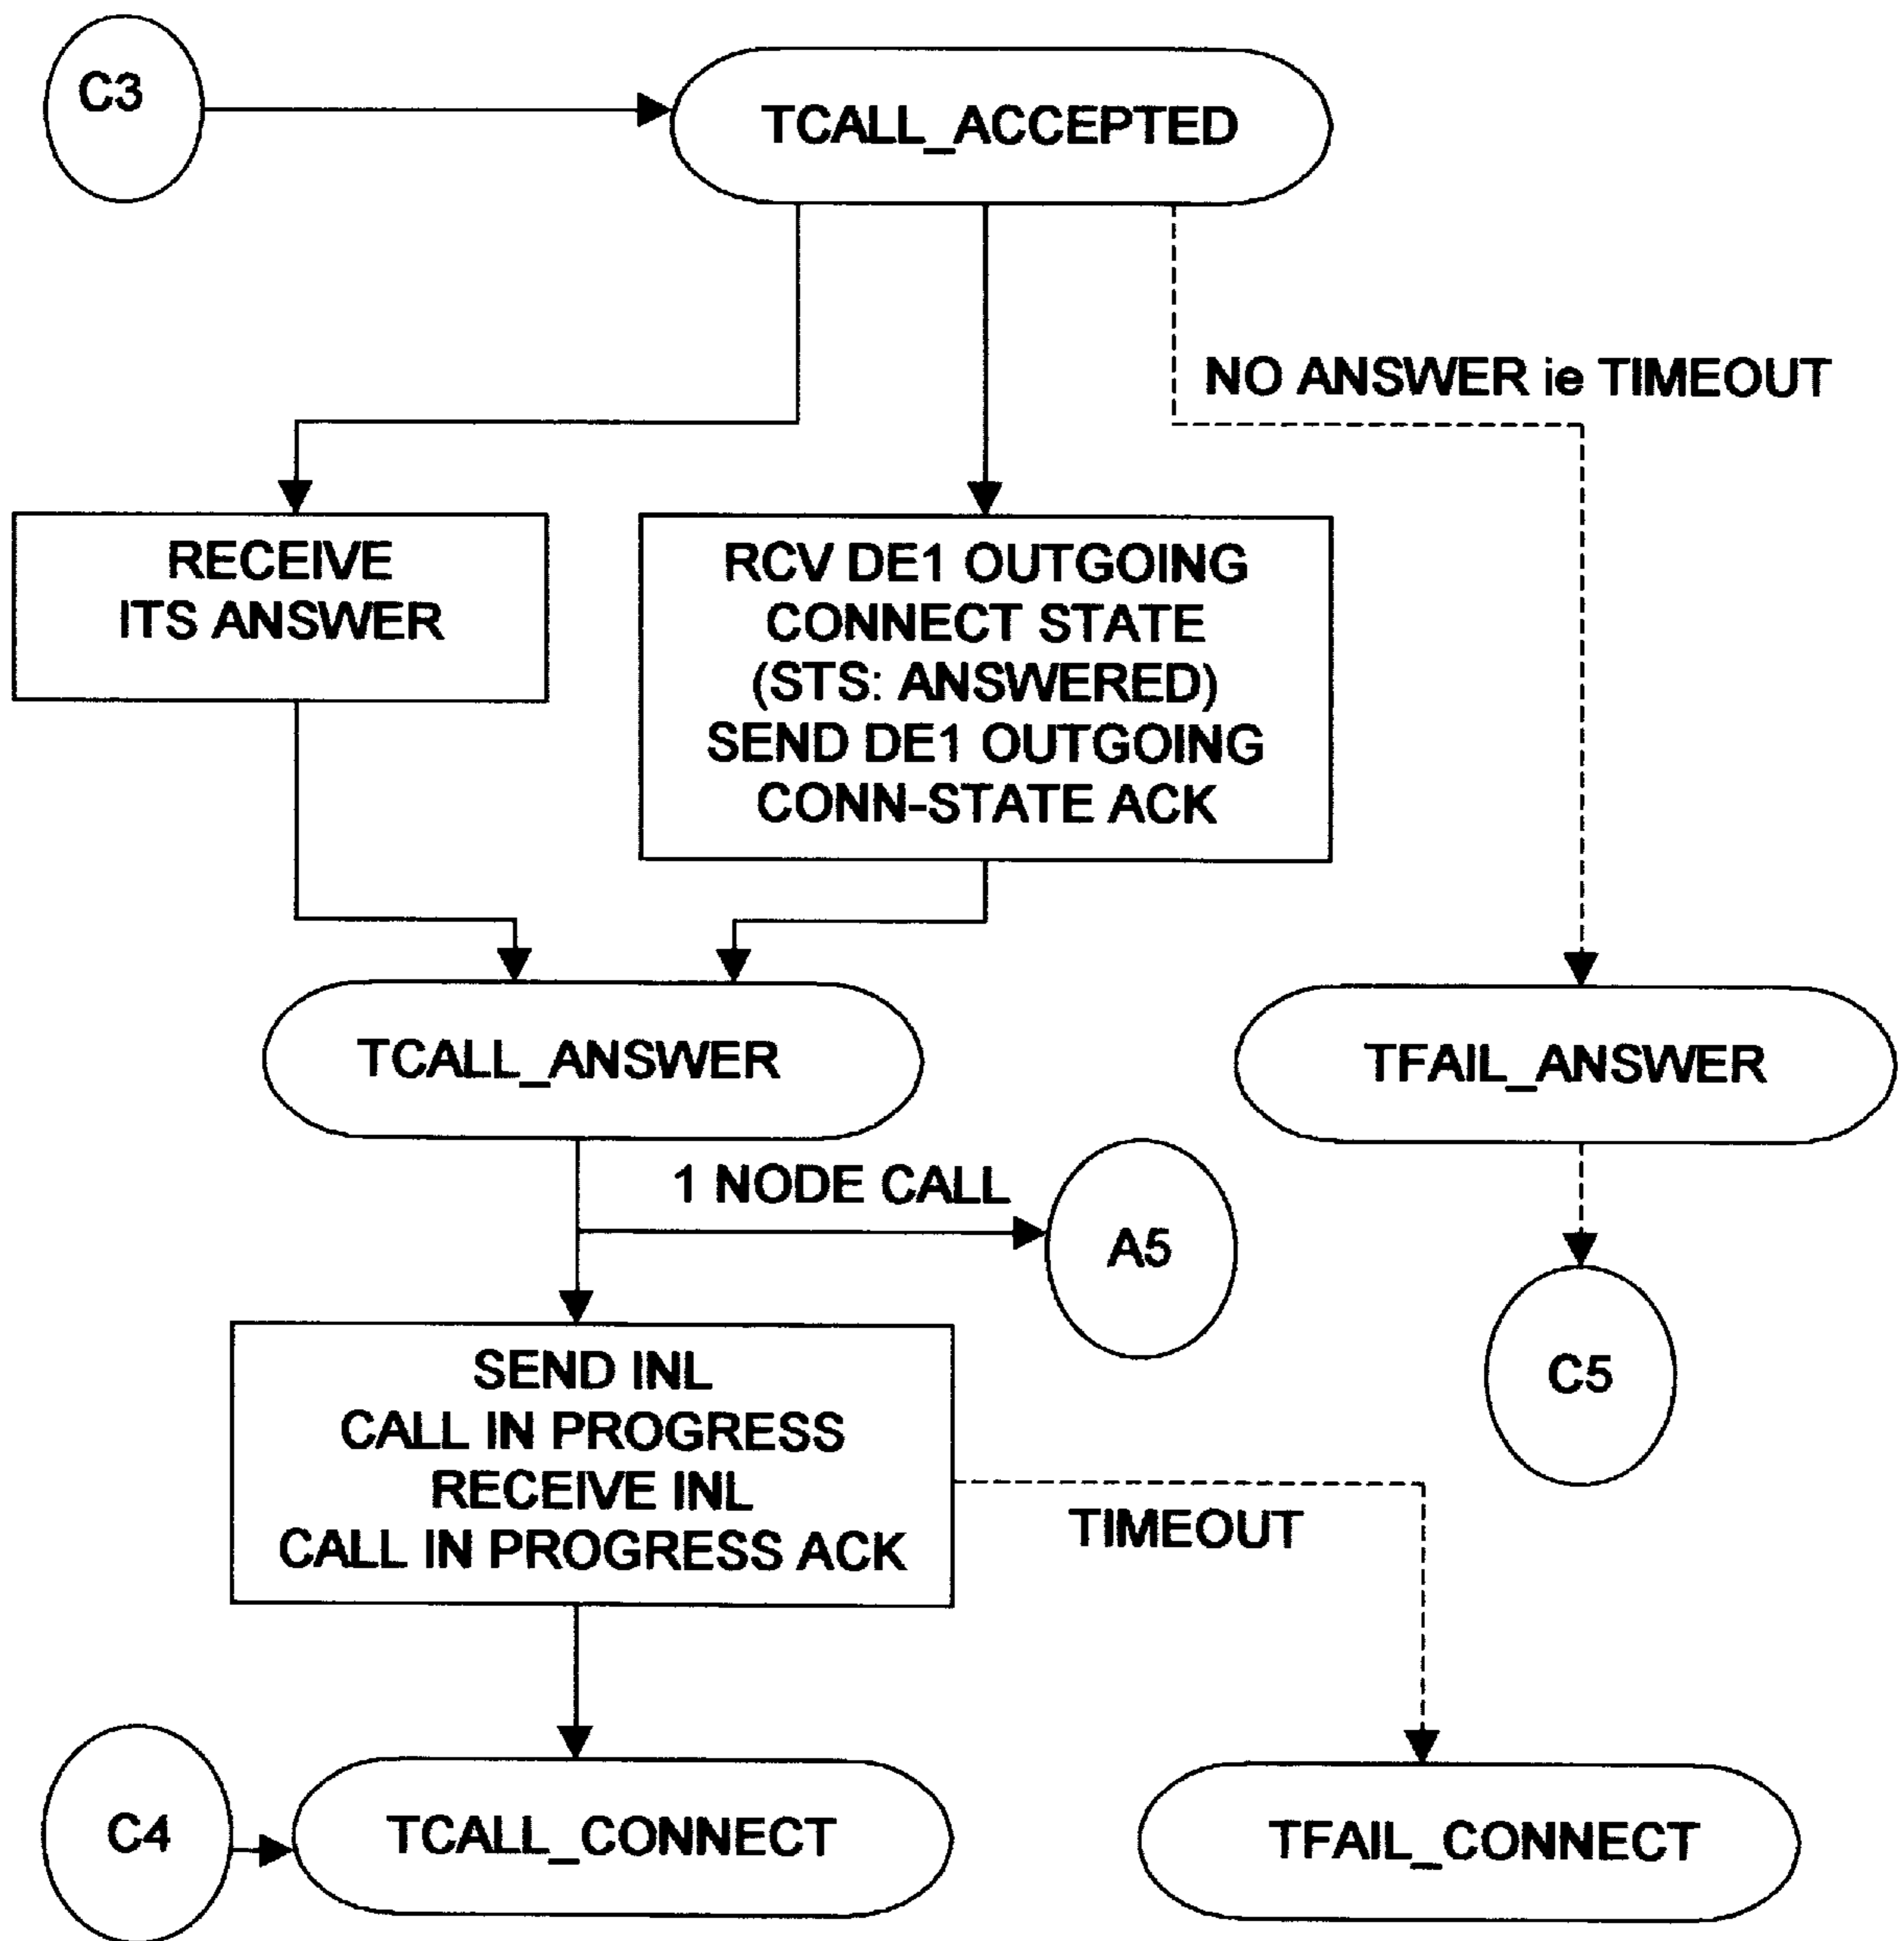 C3
TCALL_ACCEPTED
NO ANSWER ie TIMEOUT
RECEIVE
ITS ANSWER
RCV DE1 OUTGOING
CONNECT STATE
(STS: ANSWERED)
SEND DE1 OUTGOING
CONN-STATE ACK
TCALL_ANSWER
TFAIL_ANSWER
1 NODE CALL
A5
C5
SEND INL
CALL IN PROGRESS
RECEIVE INL
CALL IN PROGRESS ACK
TIMEOUT
C4
TCALL_CONNECT
TFAIL_CONNECT